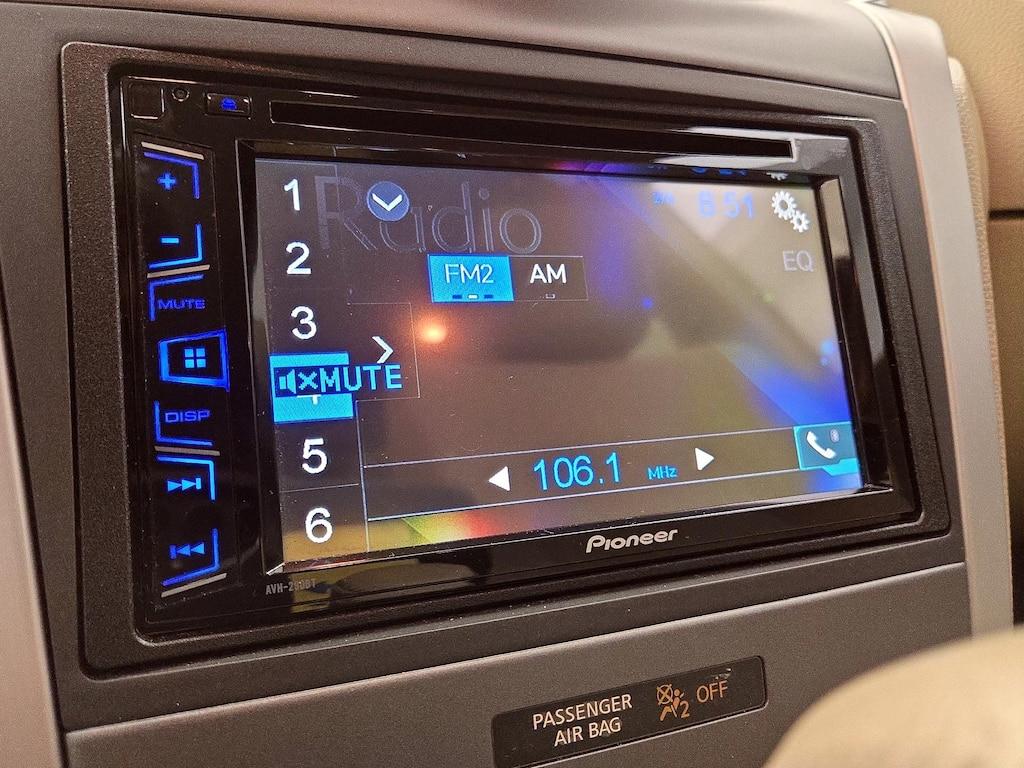 Radio
8:51
EQ
FM2 AM
1
2
3
MUTE
5
6
106.1 MHz
MUTE
DISP
Pioneer
PASSENGER
AIR BAG
2 OFF